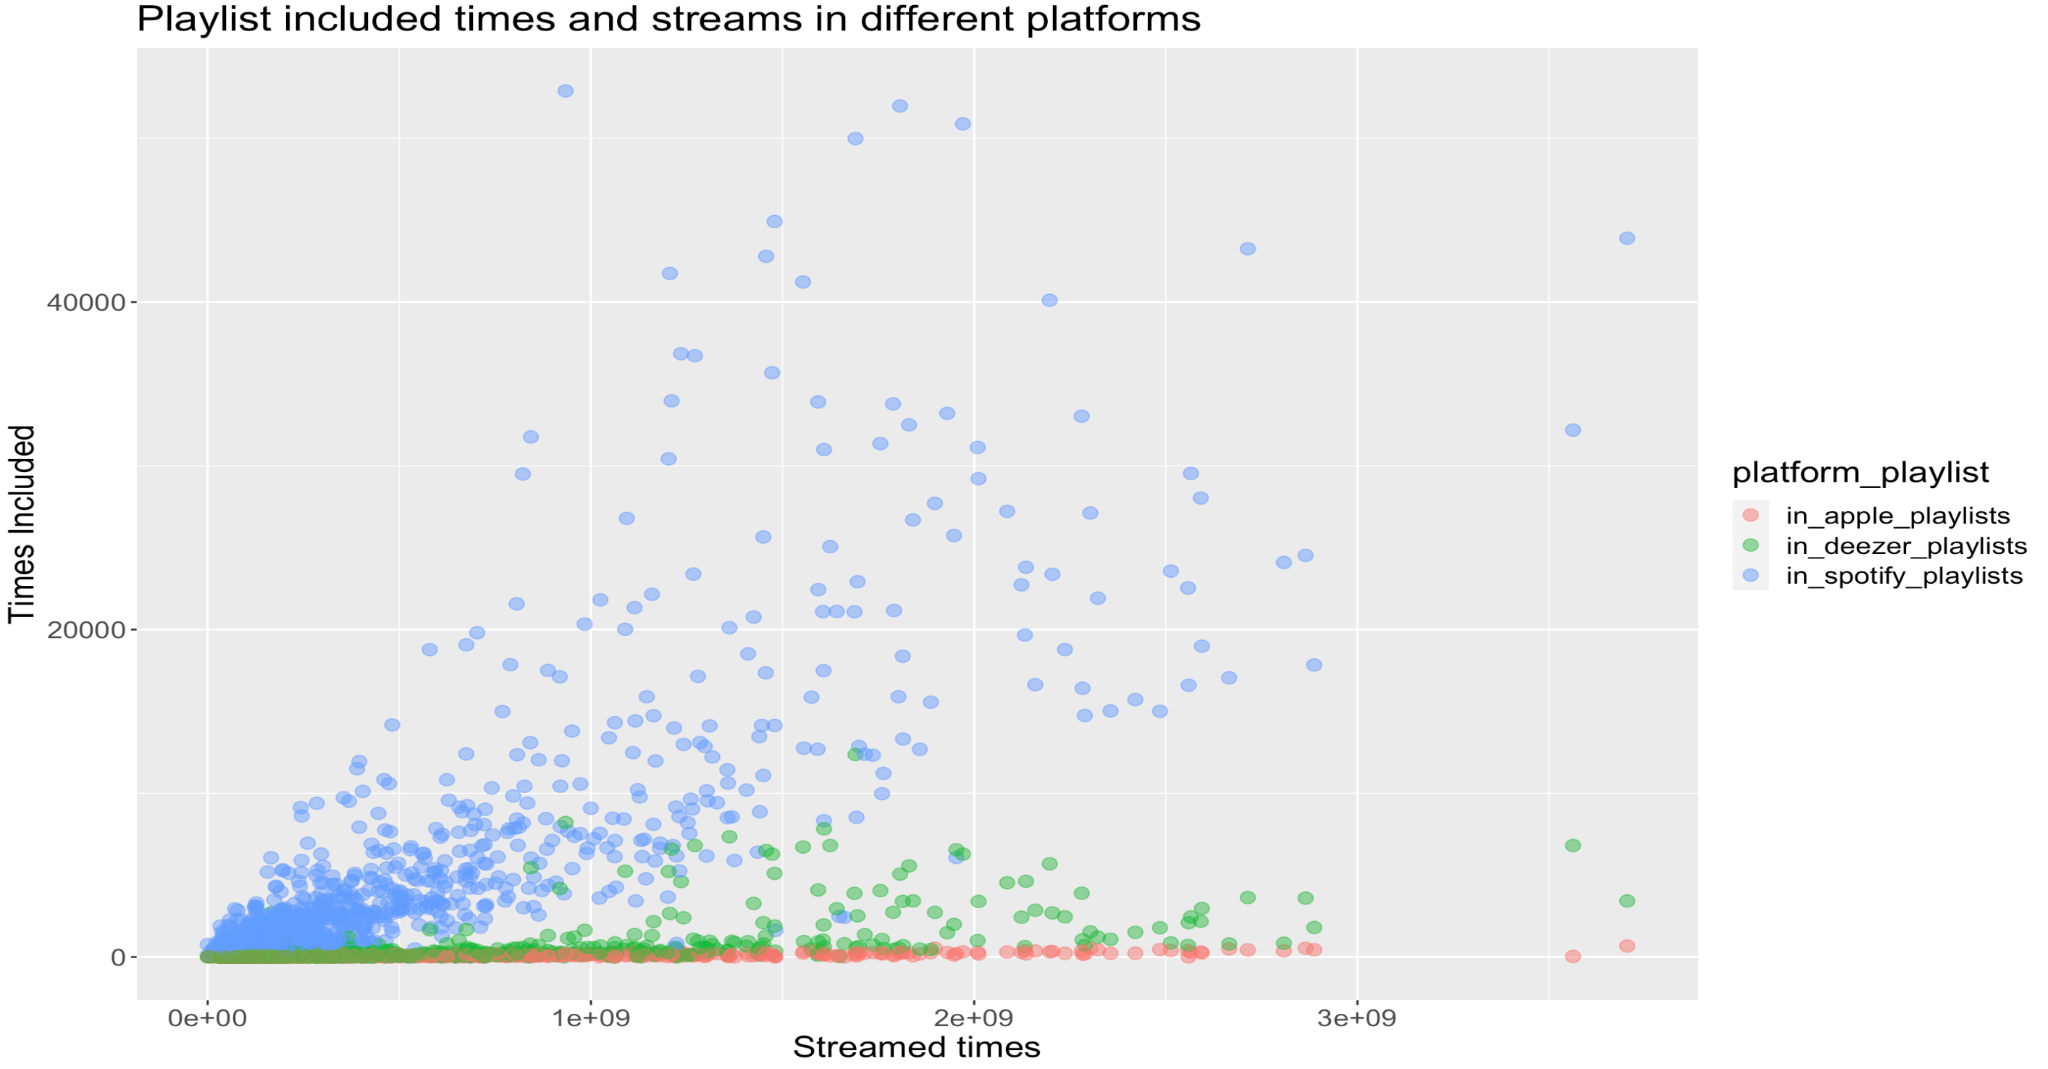 Playlist included times and streams in different platforms
Times Included
40000
20000
0
0e+00 1e+09 2e+09 3e+09
Streamed times
platform_playlist
in_apple_playlists
in_deezer_playlists
in_spotify_playlists